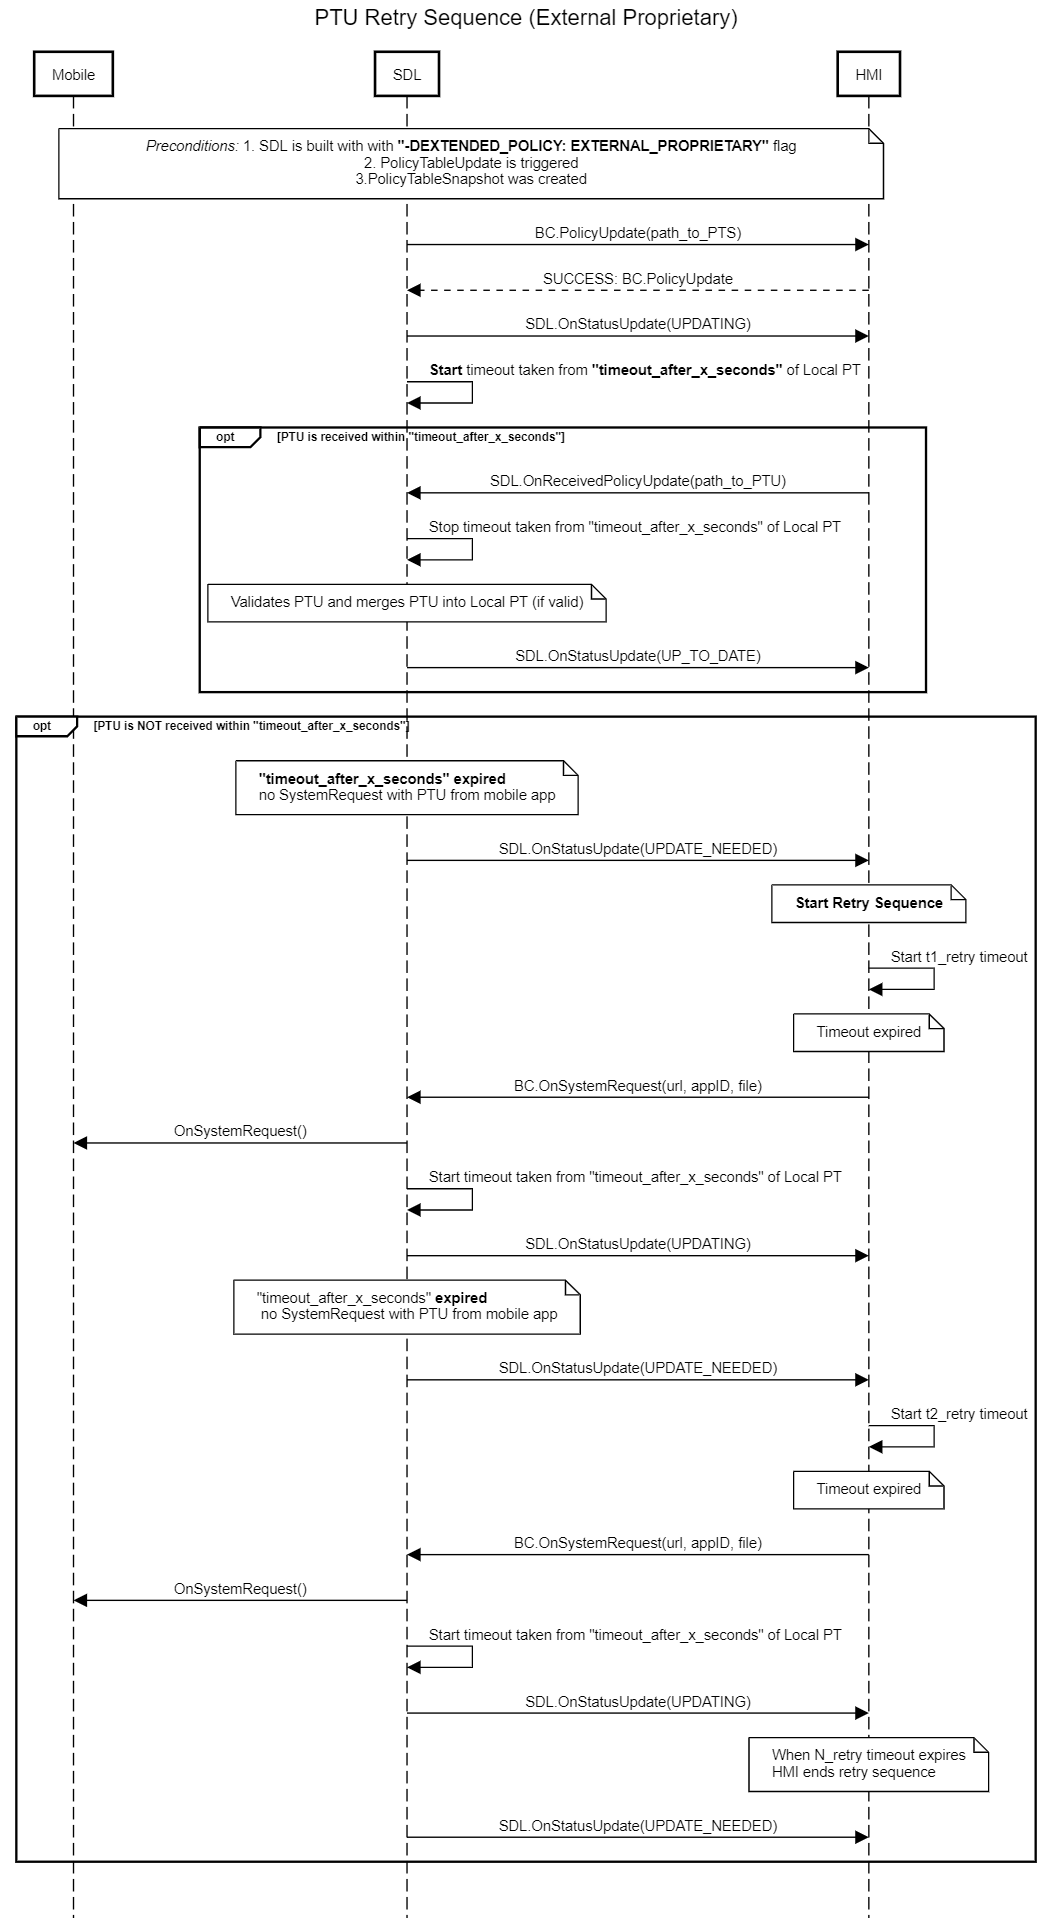 PTU Retry Sequence (External Proprietary)
Mobile
SDL
HMI
Preconditions: 1. SDL is built with with "-DEXTENDED_POLICY: EXTERNAL_PROPRIETARY" flag
2. PolicyTableUpdate is triggered
3.PolicyTableSnapshot was created
BC.PolicyUpdate(path_to_PTS)
SUCCESS: BC.PolicyUpdate
SDL.OnStatusUpdate(UPDATING)
Start timeout taken from "timeout_after_x_seconds" of Local PT
opt
[PTU is received within "timeout_after_x_seconds"]
SDL.OnReceivedPolicyUpdate(path_to_PTU)
Stop timeout taken from "timeout_after_x_seconds" of Local PT
Validates PTU and merges PTU into Local PT (if valid)
SDL.OnStatusUpdate(UP_TO_DATE)
opt
[PTU is NOT received within "timeout_after_x_seconds"]
"timeout_after_x_seconds" expired
no SystemRequest with PTU from mobile app
SDL.OnStatusUpdate(UPDATE_NEEDED)
Start Retry Sequence
Start t1_retry timeout
Timeout expired
BC.OnSystemRequest(url, appID, file)
OnSystemRequest()
Start timeout taken from "timeout_after_x_seconds" of Local PT
SDL.OnStatusUpdate(UPDATING)
"timeout_after_x_seconds" expired
no SystemRequest with PTU from mobile app
SDL.OnStatusUpdate(UPDATE_NEEDED)
Start t2_retry timeout
Timeout expired
BC.OnSystemRequest(url, appID, file)
OnSystemRequest()
Start timeout taken from "timeout_after_x_seconds" of Local PT
SDL.OnStatusUpdate(UPDATING)
When N_retry timeout expires
HMI ends retry sequence
SDL.OnStatusUpdate(UPDATE_NEEDED)